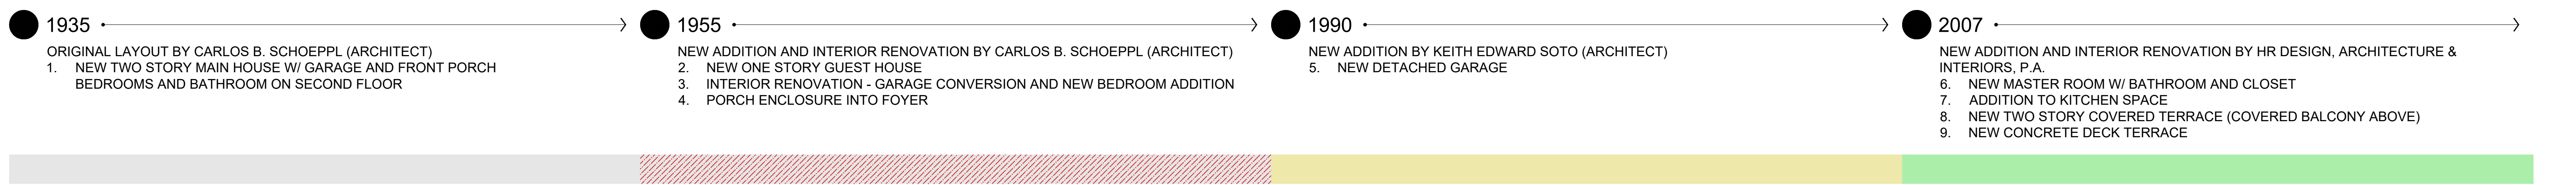 1935
ORIGINAL LAYOUT BY CARLOS B. SCHOEPPL (ARCHITECT)
1. NEW TWO STORY MAIN HOUSE W/ GARAGE AND FRONT PORCH
BEDROOMS AND BATHROOM ON SECOND FLOOR
1955
NEW ADDITION AND INTERIOR RENOVATION BY CARLOS B. SCHOEPPL (ARCHITECT)
2. NEW ONE STORY GUEST HOUSE
3. INTERIOR RENOVATION - GARAGE CONVERSION AND NEW BEDROOM ADDITION
4. PORCH ENCLOSURE INTO FOYER
1990
NEW ADDITION BY KEITH EDWARD SOTO (ARCHITECT)
5. NEW DETACHED GARAGE
2007
NEW ADDITION AND INTERIOR RENOVATION BY HR DESIGN, ARCHITECTURE &
INTERIORS, P.A.
6. NEW MASTER ROOM W/ BATHROOM AND CLOSET
7. ADDITION TO KITCHEN SPACE
8. NEW TWO STORY COVERED TERRACE (COVERED BALCONY ABOVE)
9. NEW CONCRETE DECK TERRACE